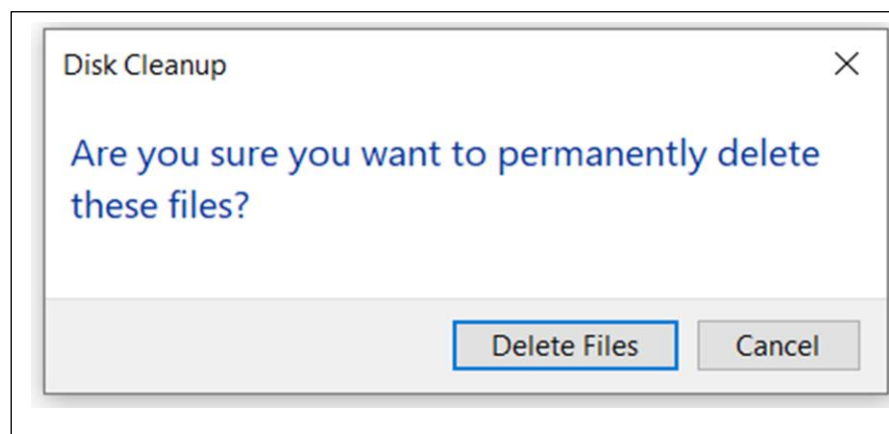 Disk Cleanup
Are you sure you want to permanently delete
these files?
Delete Files
Cancel